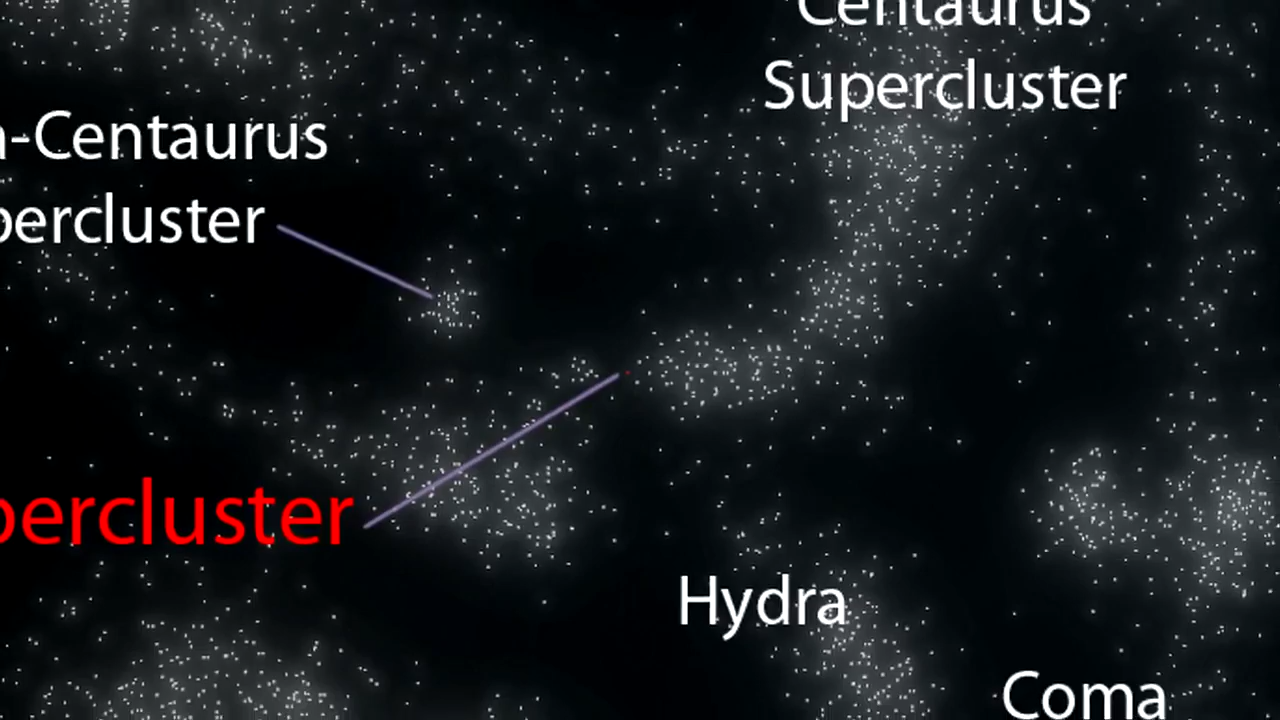 Centaurus
Supercluster
a-Centaurus
percluster
percluster
Hydra
Coma